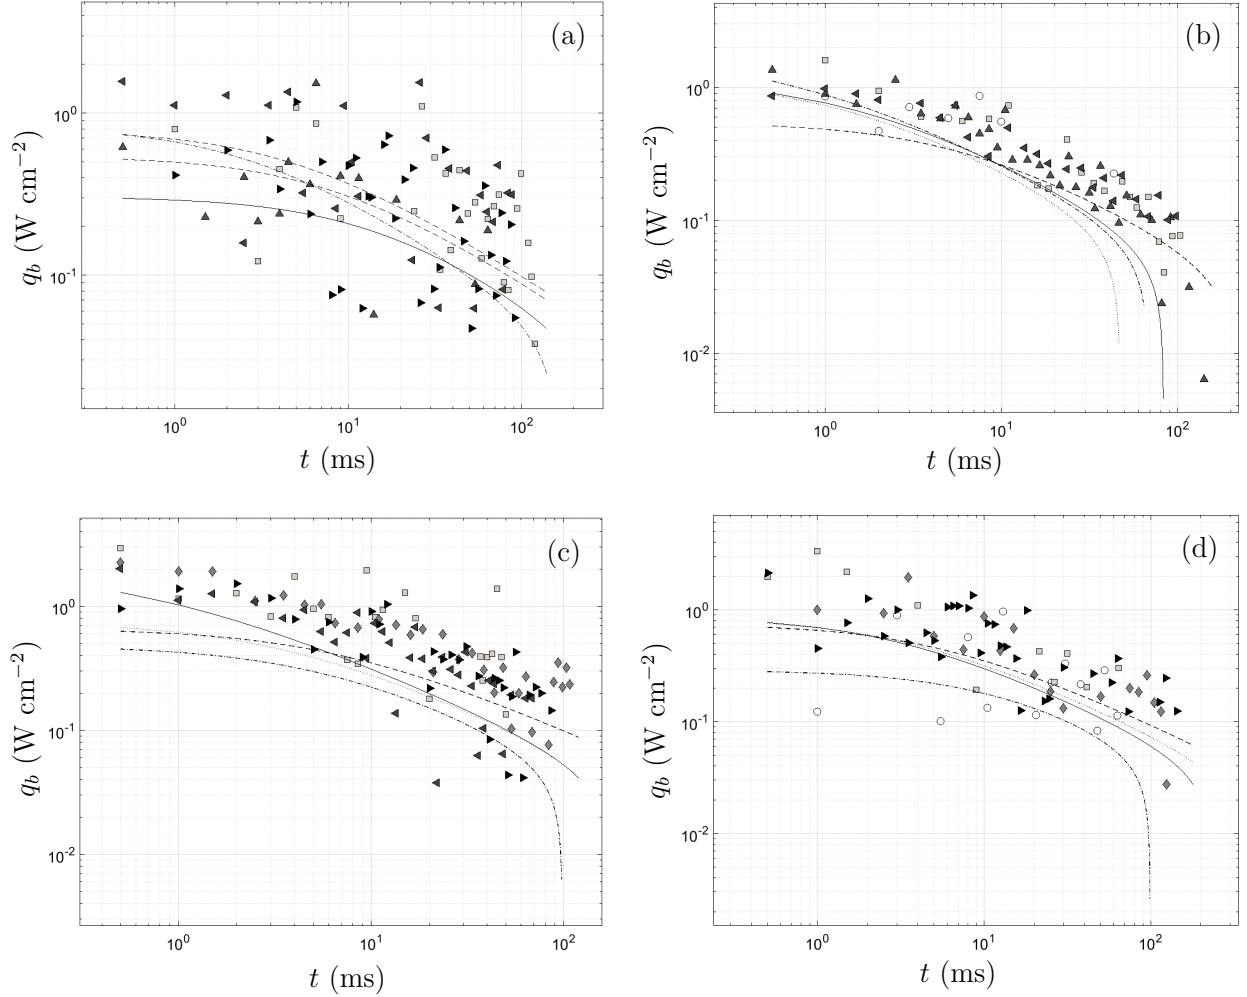 (a)
10⁰
10⁻¹
q_b (W cm⁻²)
10⁰ 10¹ 10²
t (ms)
(b)
10⁰
10⁻¹
10⁻²
q_b (W cm⁻²)
10⁰ 10¹ 10²
t (ms)
(c)
10⁰
10⁻¹
10⁻²
q_b (W cm⁻²)
10⁰ 10¹ 10²
t (ms)
(d)
10⁰
10⁻¹
10⁻²
q_b (W cm⁻²)
10⁰ 10¹ 10²
t (ms)